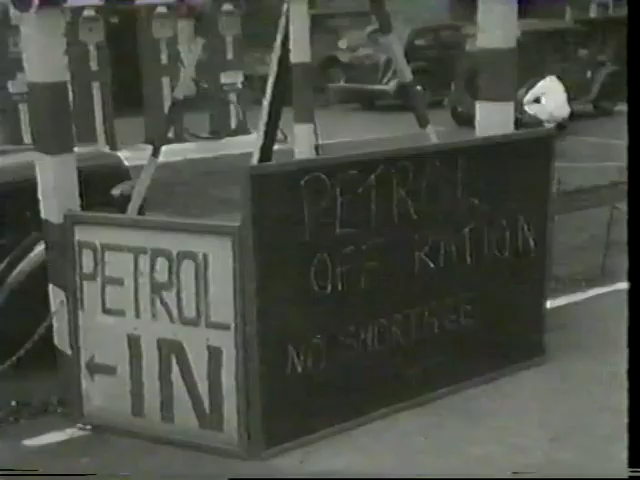 PETROL
←IN
PETROL
OFF RATION
NO SHORTAGE